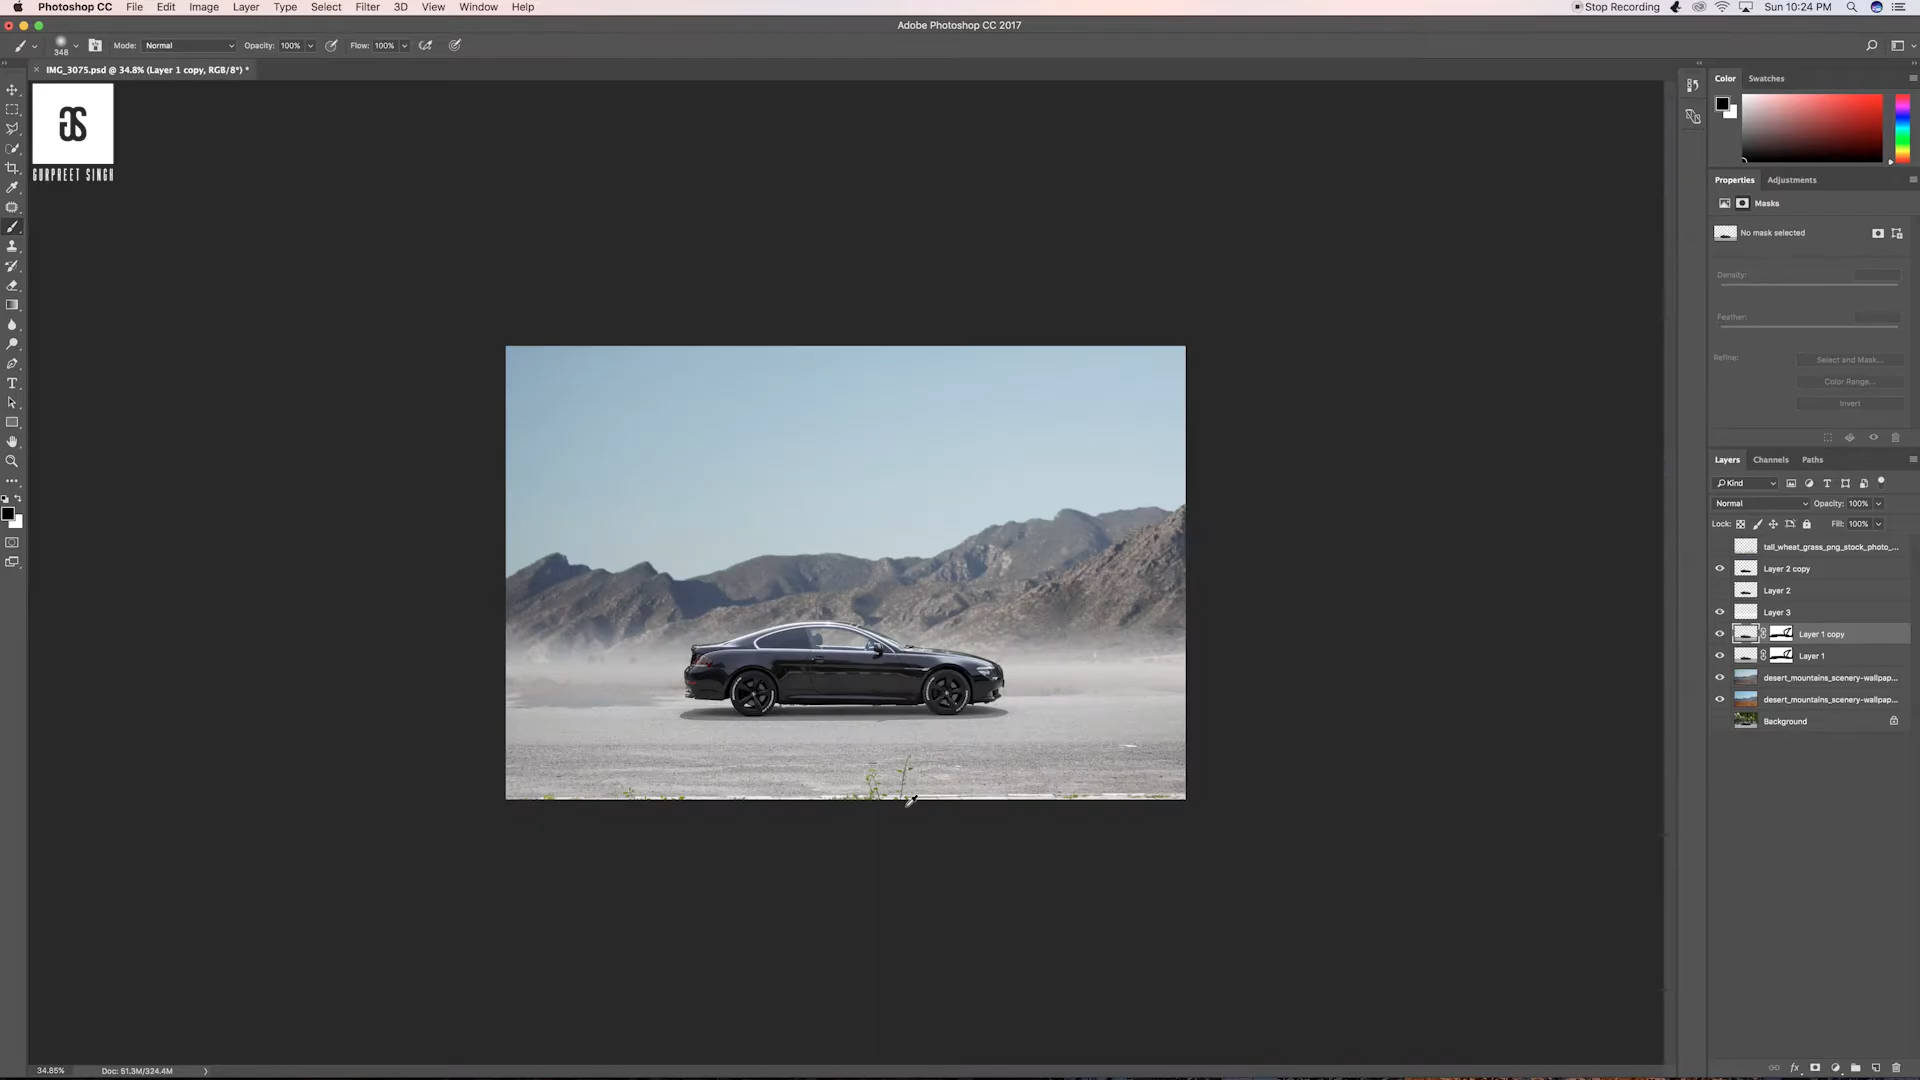 Photoshop CC File Edit Image Layer Type Select Filter 3D View Window Help Stop Recording Sun 10:24 PM
Adobe Photoshop CC 2017
348 Mode: Normal Opacity: 100% Flow: 100%
IMG_3075.psd @ 34.8% (Layer 1 copy, RGB/8*) *
GURPREET SINGH
Color Swatches
Properties Adjustments
Masks
No mask selected
Density:
Feather:
Refine: Select and Mask...
Color Range...
Invert
Layers Channels Paths
Kind
Normal Opacity: 100%
Lock: Fill: 100%
tall_wheat_grass_png_stock_photo_...
Layer 2 copy
Layer 2
Layer 3
Layer 1 copy
Layer 1
desert_mountains_scenery-wallpap...
desert_mountains_scenery-wallpap...
Background
34.85% Doc: 51.3M/324.4M